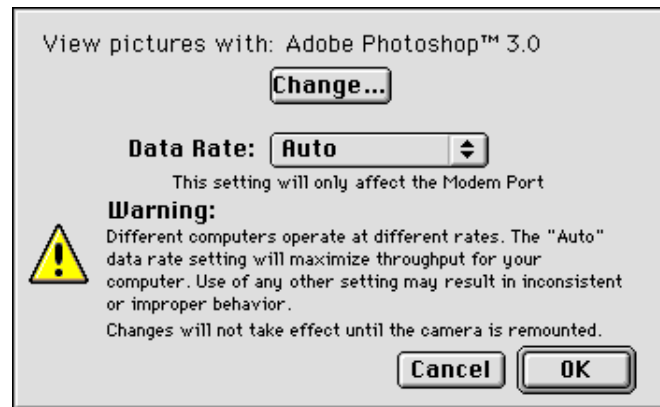 View pictures with: Adobe Photoshop™ 3.0
Change...
Data Rate: Auto
This setting will only affect the Modem Port
Warning:
Different computers operate at different rates. The "Auto"
data rate setting will maximize throughput for your
computer. Use of any other setting may result in inconsistent
or improper behavior.
Changes will not take effect until the camera is remounted.
Cancel OK